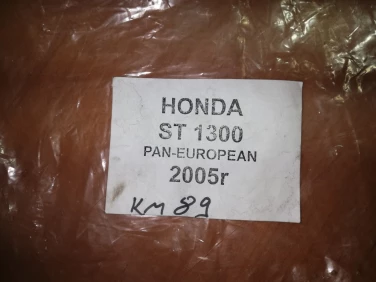 HONDA
ST 1300
PAN-EUROPEAN
2005r
KM 89